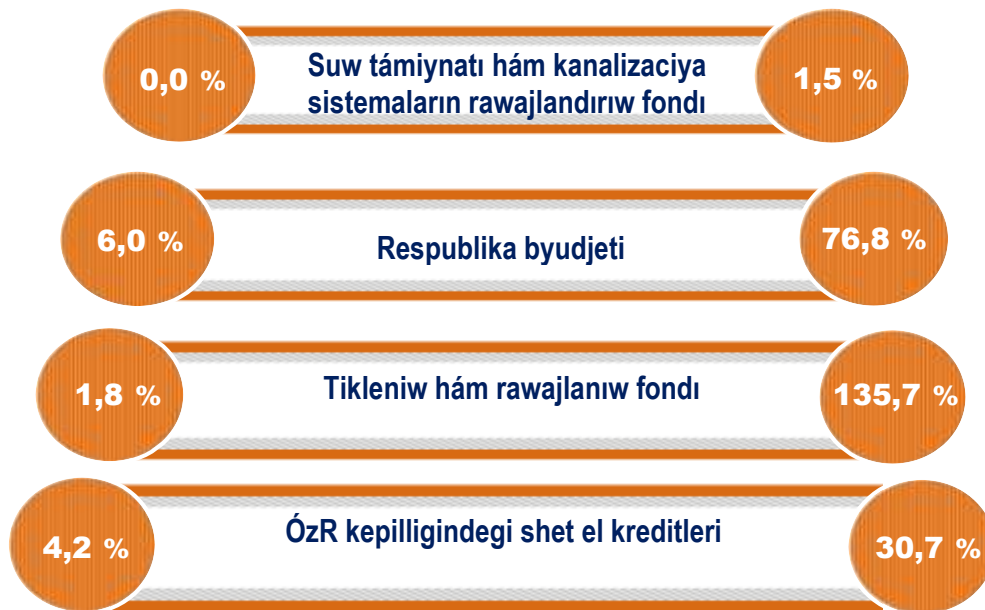 0,0 %
Suw támiynatı hám kanalizaciya
sistemaların rawajlandırıw fondı
1,5 %
6,0 %
Respublika byudjeti
76,8 %
1,8 %
Tikleniw hám rawajlanıw fondı
135,7 %
4,2 %
ÓzR kepilligindegi shet el kreditleri
30,7 %